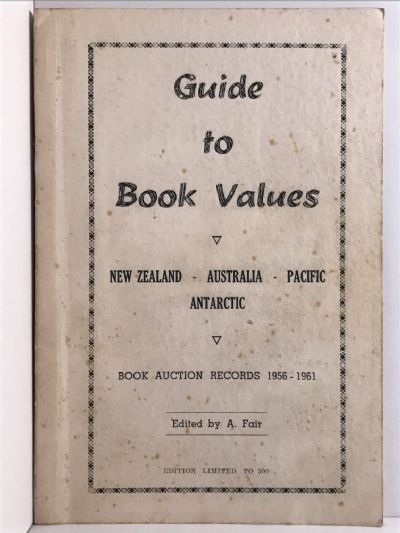 Guide
to
Book Values
NEW ZEALAND - AUSTRALIA - PACIFIC
ANTARCTIC
BOOK AUCTION RECORDS 1956-1961
Edited by A. Fair
EDITION LIMITED TO 500